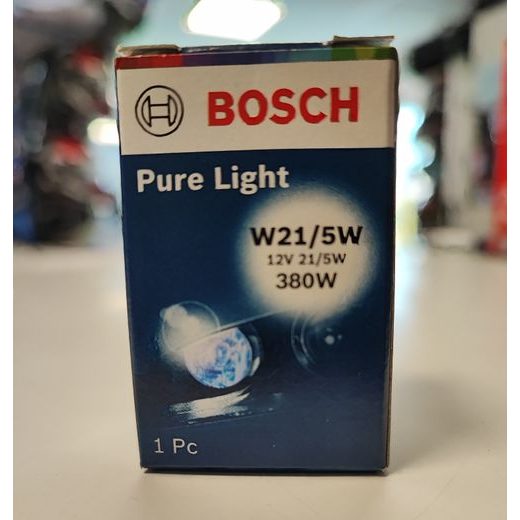 BOSCH
Pure Light
W21/5W
12V 21/5W
380W
1 Pc